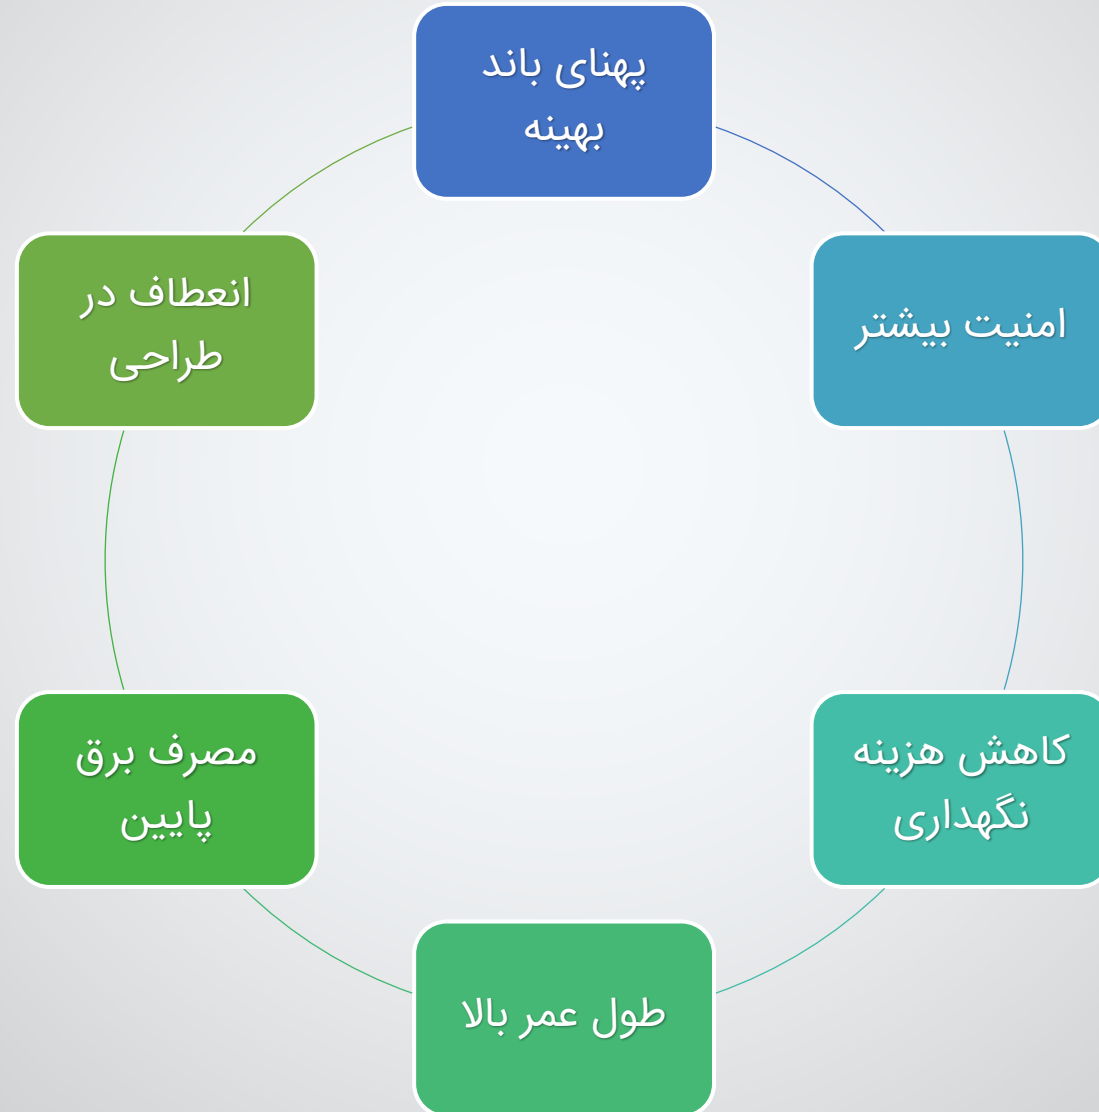 پهنای باند
بهینه
امنیت بیشتر
کاهش هزینه
نگهداری
طول عمر بالا
مصرف برق
پایین
انعطاف در
طراحی